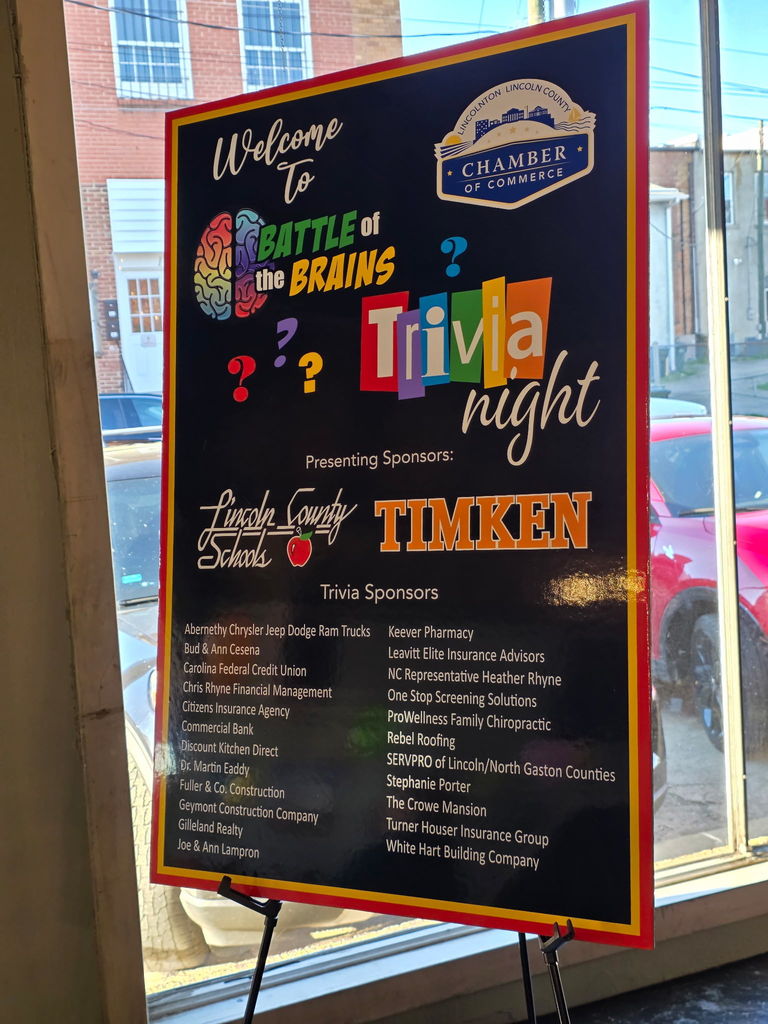 Welcome
To
BATTLE of
the BRAINS
LINCOLNTON LINCOLN COUNTY
CHAMBER
OF COMMERCE
?
? ? ?
Trivia
night
Presenting Sponsors:
Lincoln County
Schools
TIMKEN
Trivia Sponsors
Abernethy Chrysler Jeep Dodge Ram Trucks
Bud & Ann Cesena
Carolina Federal Credit Union
Chris Rhyne Financial Management
Citizens Insurance Agency
Commercial Bank
Discount Kitchen Direct
Dr. Martin Eaddy
Fuller & Co. Construction
Geymont Construction Company
Gilleland Realty
Joe & Ann Lampron
Keever Pharmacy
Leavitt Elite Insurance Advisors
NC Representative Heather Rhyne
One Stop Screening Solutions
ProWellness Family Chiropractic
Rebel Roofing
SERVPRO of Lincoln/North Gaston Counties
Stephanie Porter
The Crowe Mansion
Turner Houser Insurance Group
White Hart Building Company